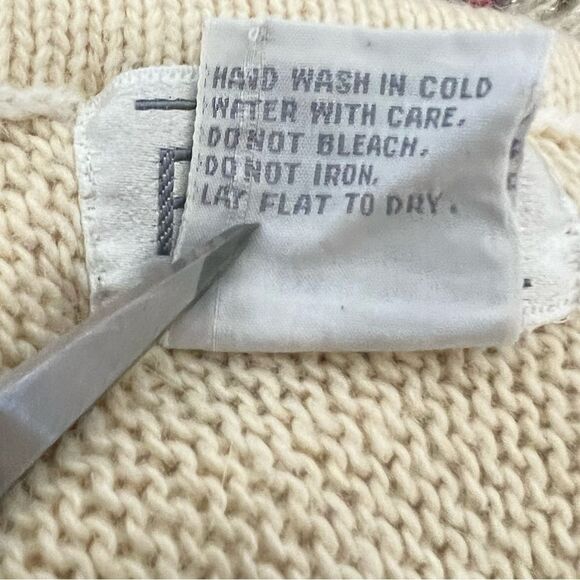 HAND WASH IN COLD
WATER WITH CARE.
DO NOT BLEACH.
DO NOT IRON.
LAY FLAT TO DRY.